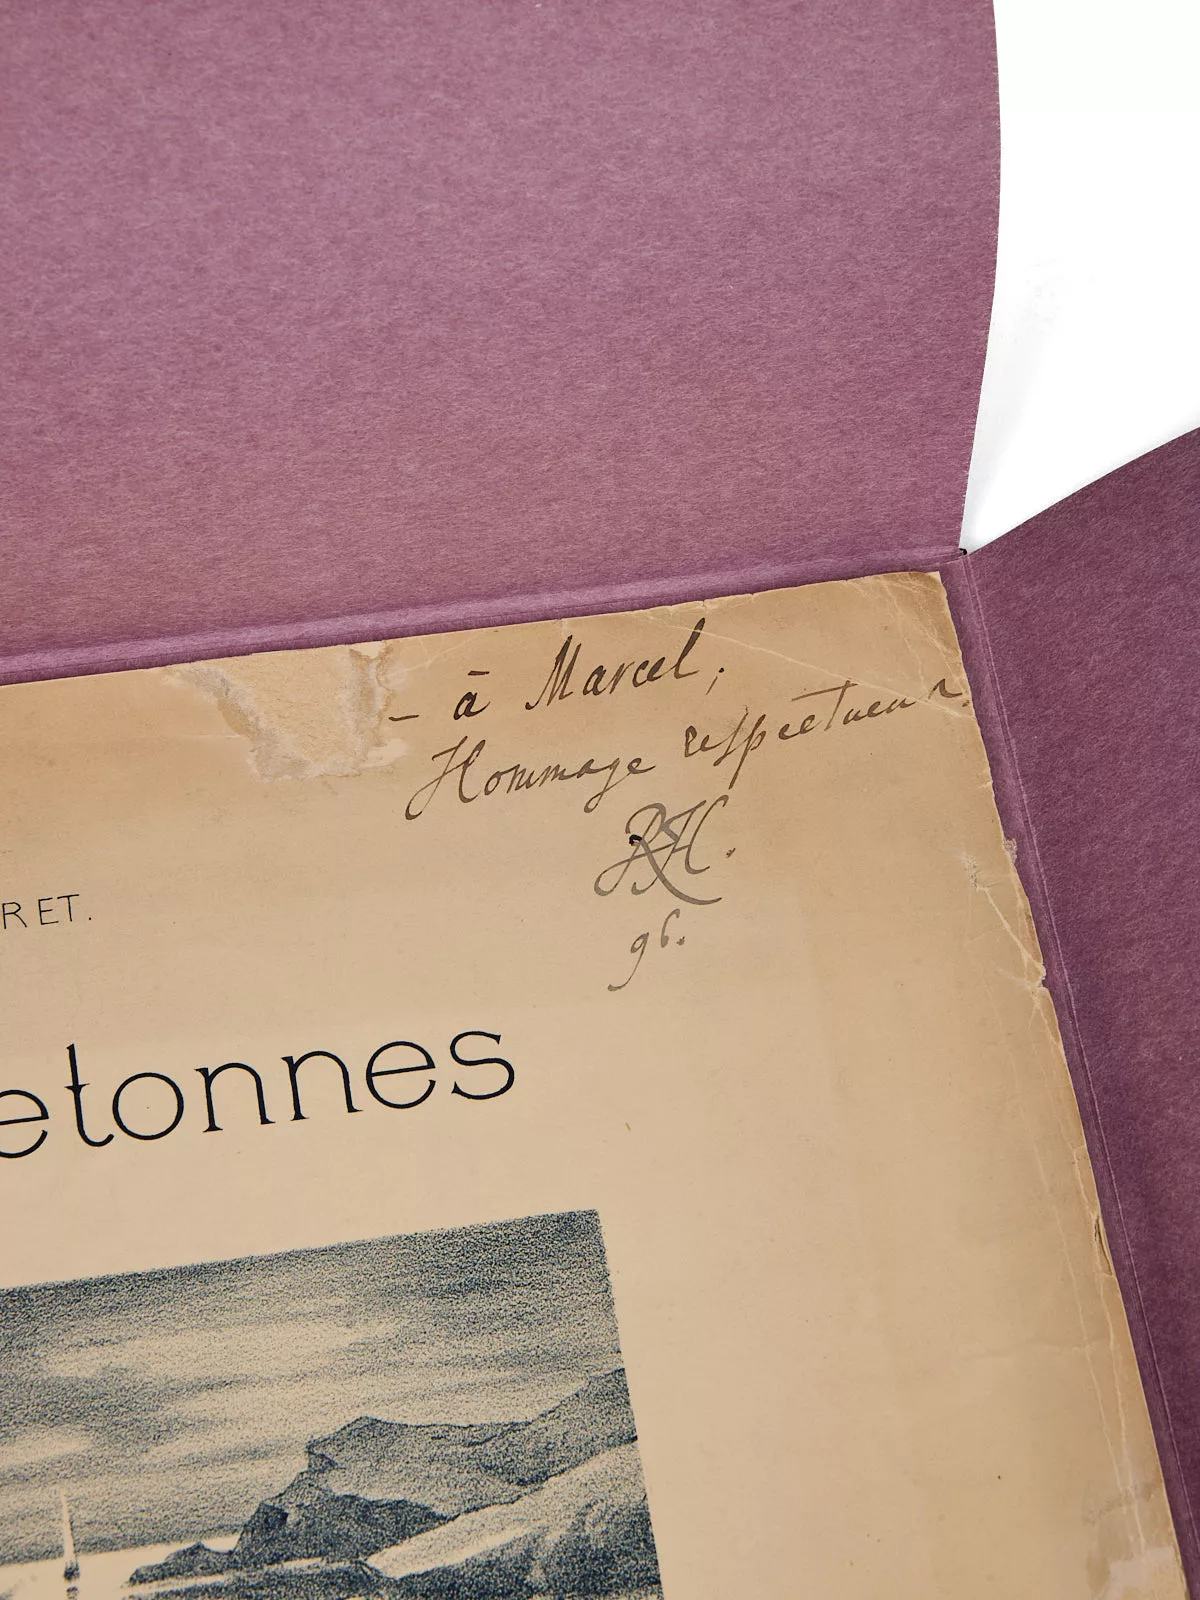 - à Marcel,
Hommage respectueux.
RH.
96.
RET.
etonnes